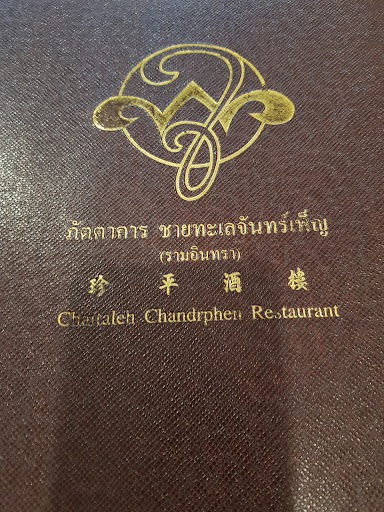 ภัตตาคาร ชายทะเลจันทร์เพ็ญ
(รามอินทรา)
珍 平 酒 樓
Chaitaleh Chandrphen Restaurant